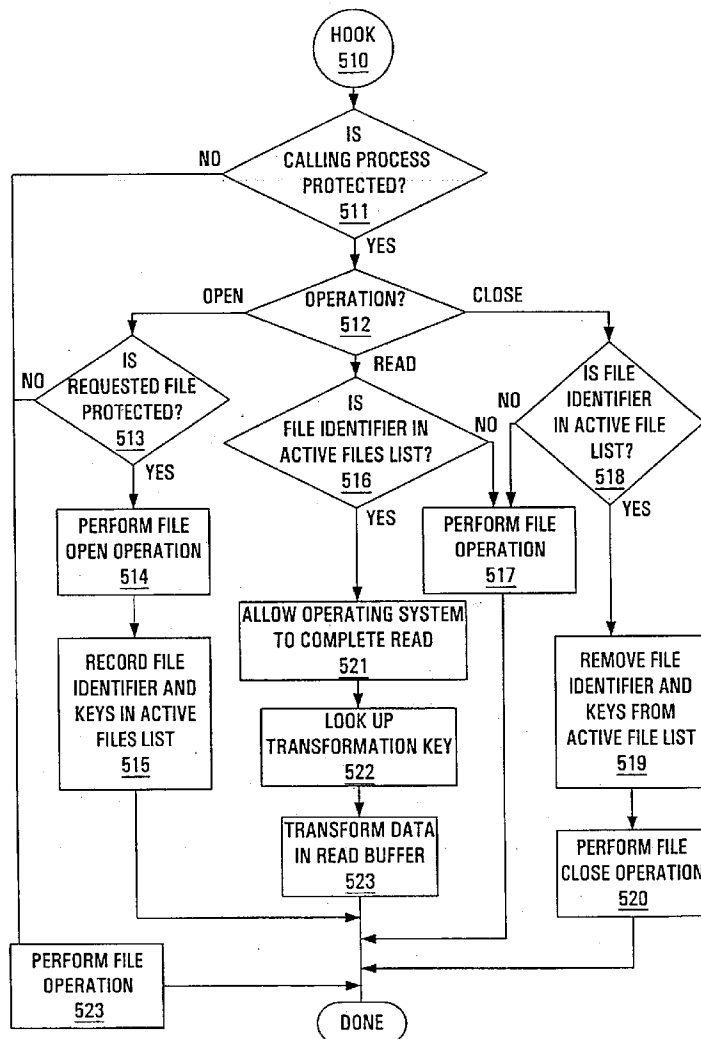 HOOK
510
IS
CALLING PROCESS
PROTECTED?
511
NO
YES
OPERATION?
512
OPEN
CLOSE
READ
IS
REQUESTED FILE
PROTECTED?
513
NO
YES
IS
FILE IDENTIFIER IN
ACTIVE FILES LIST?
516
NO
YES
IS FILE
IDENTIFIER
IN ACTIVE FILE
LIST?
518
NO
YES
PERFORM FILE
OPEN OPERATION
514
PERFORM FILE
OPERATION
517
ALLOW OPERATING SYSTEM
TO COMPLETE READ
521
RECORD FILE
IDENTIFIER AND
KEYS IN ACTIVE
FILES LIST
515
LOOK UP
TRANSFORMATION KEY
522
REMOVE FILE
IDENTIFIER AND
KEYS FROM
ACTIVE FILE LIST
519
TRANSFORM DATA
IN READ BUFFER
523
PERFORM FILE
CLOSE OPERATION
520
PERFORM FILE
OPERATION
523
DONE